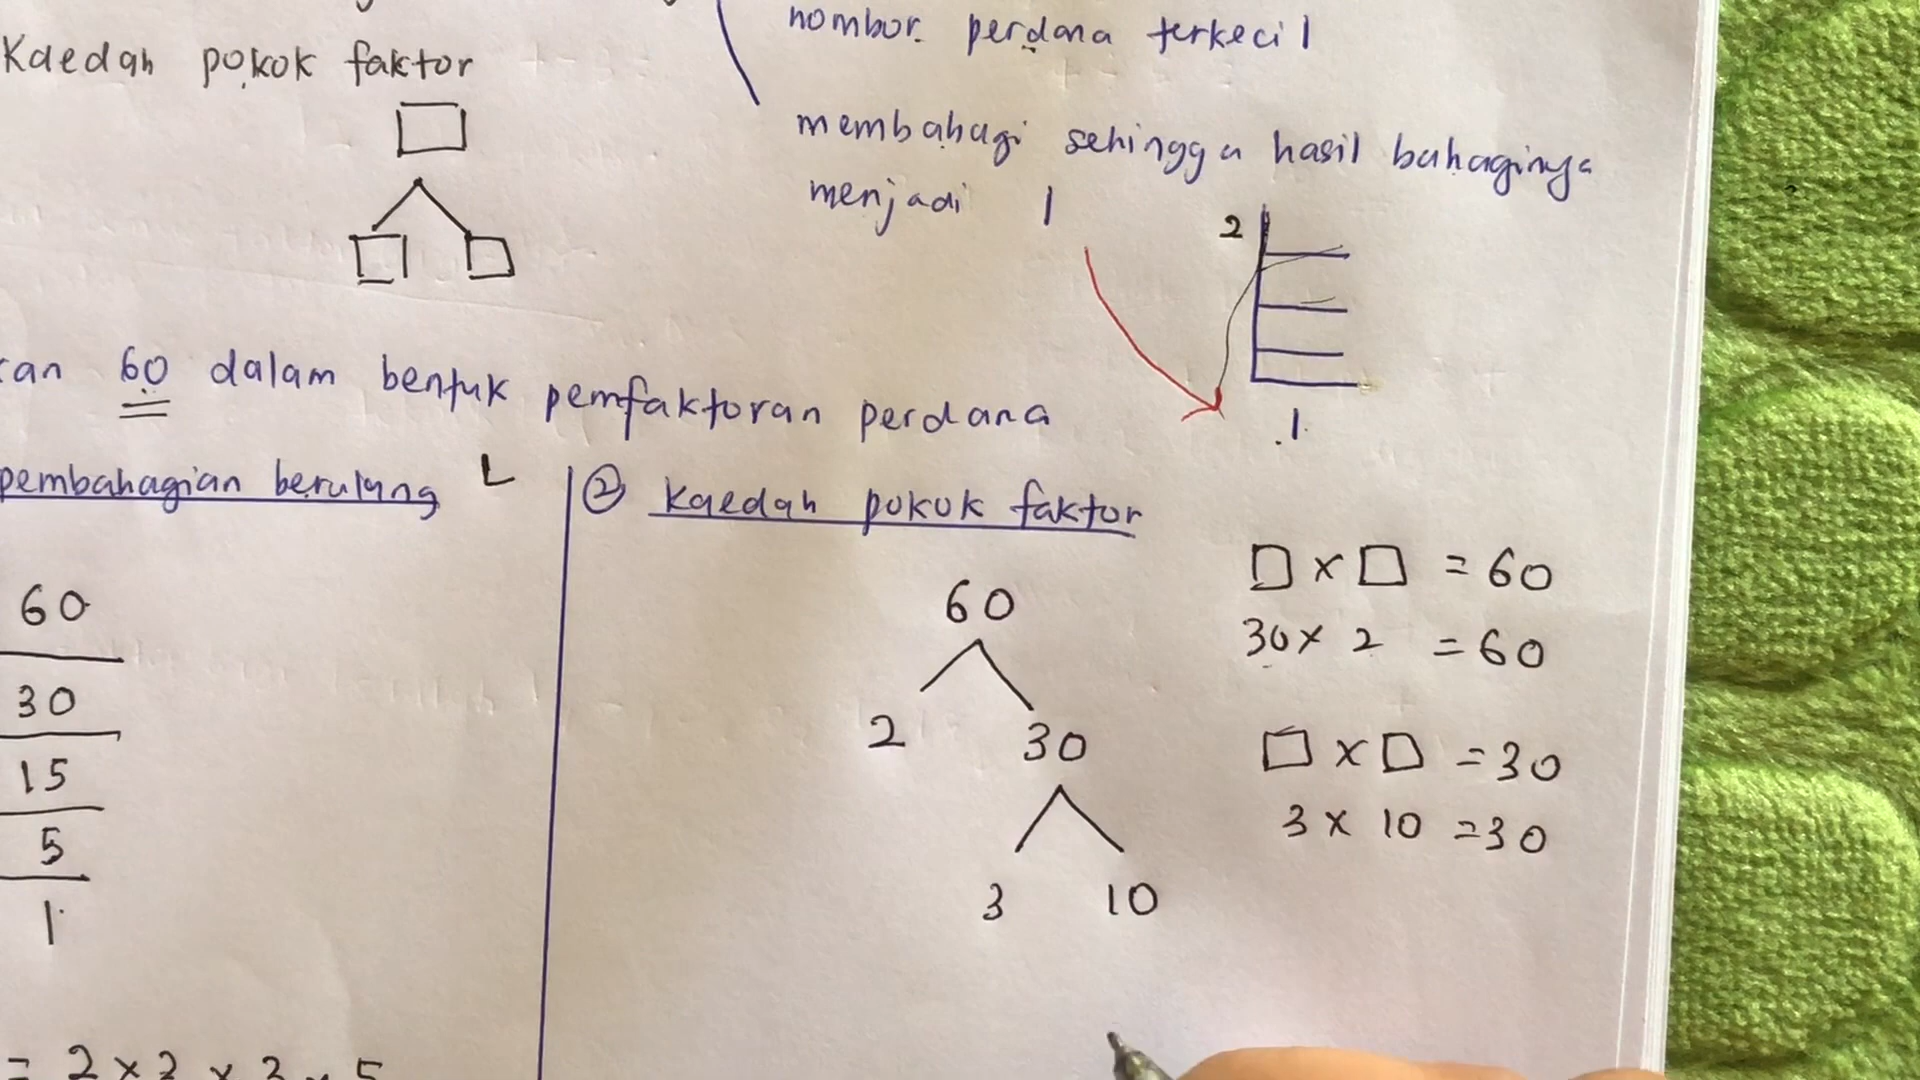 nombor perdana terkecil
Kaedah pokok faktor
membahagi sehingga hasil bahaginya
menjadi 1
2
1
60 dalam bentuk pemfaktoran perdana
pembahagian berulang
② Kaedah pokok faktor
60
30
15
5
1
= 2 × 2 × 3 × 5
60
2 30
3 10
□ × □ = 60
30 × 2 = 60
□ × □ = 30
3 × 10 = 30